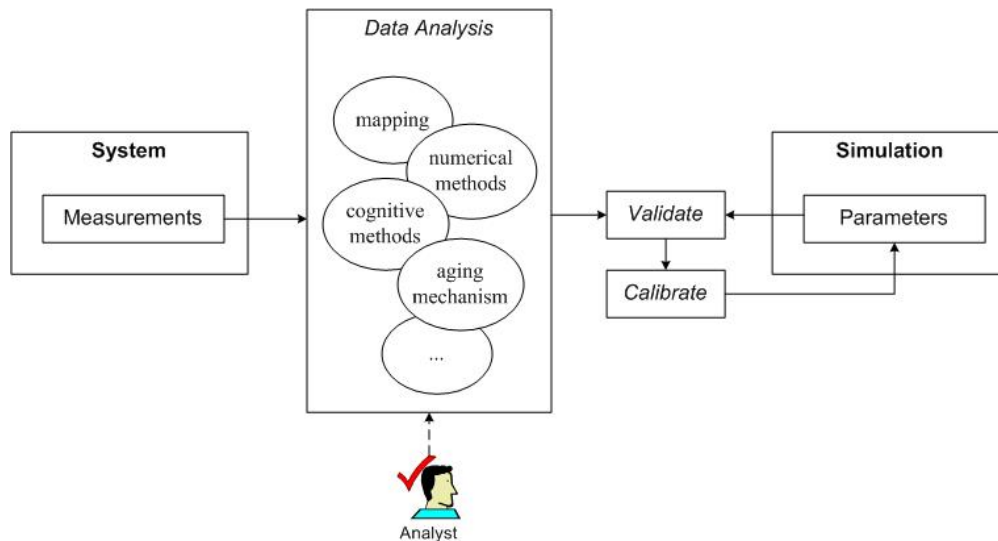 Data Analysis
mapping
numerical
methods
cognitive
methods
aging
mechanism
...
System
Measurements
Validate
Calibrate
Simulation
Parameters
Analyst